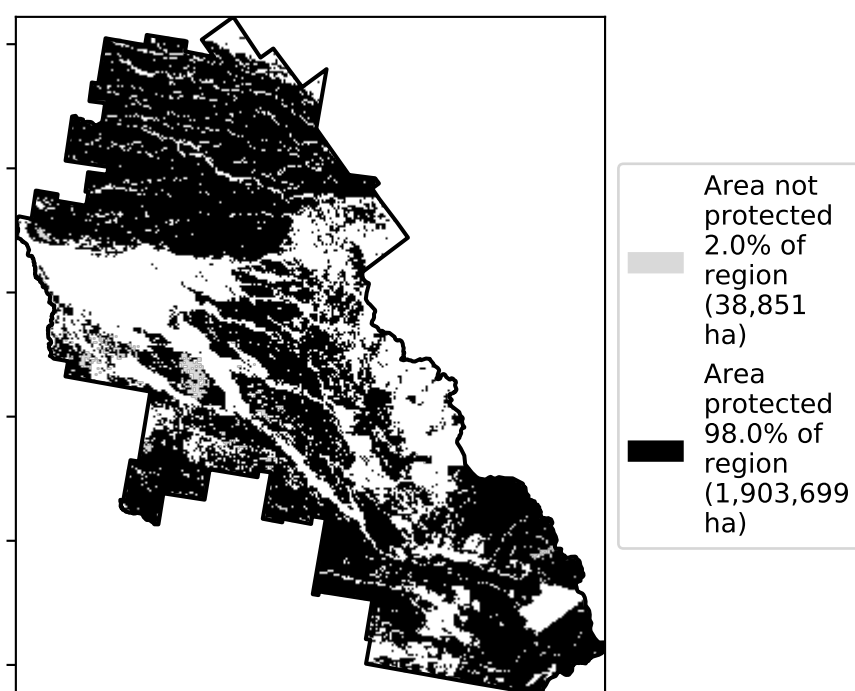 Area not
protected
2.0% of
region
(38,851
ha)
Area
protected
98.0% of
region
(1,903,699
ha)